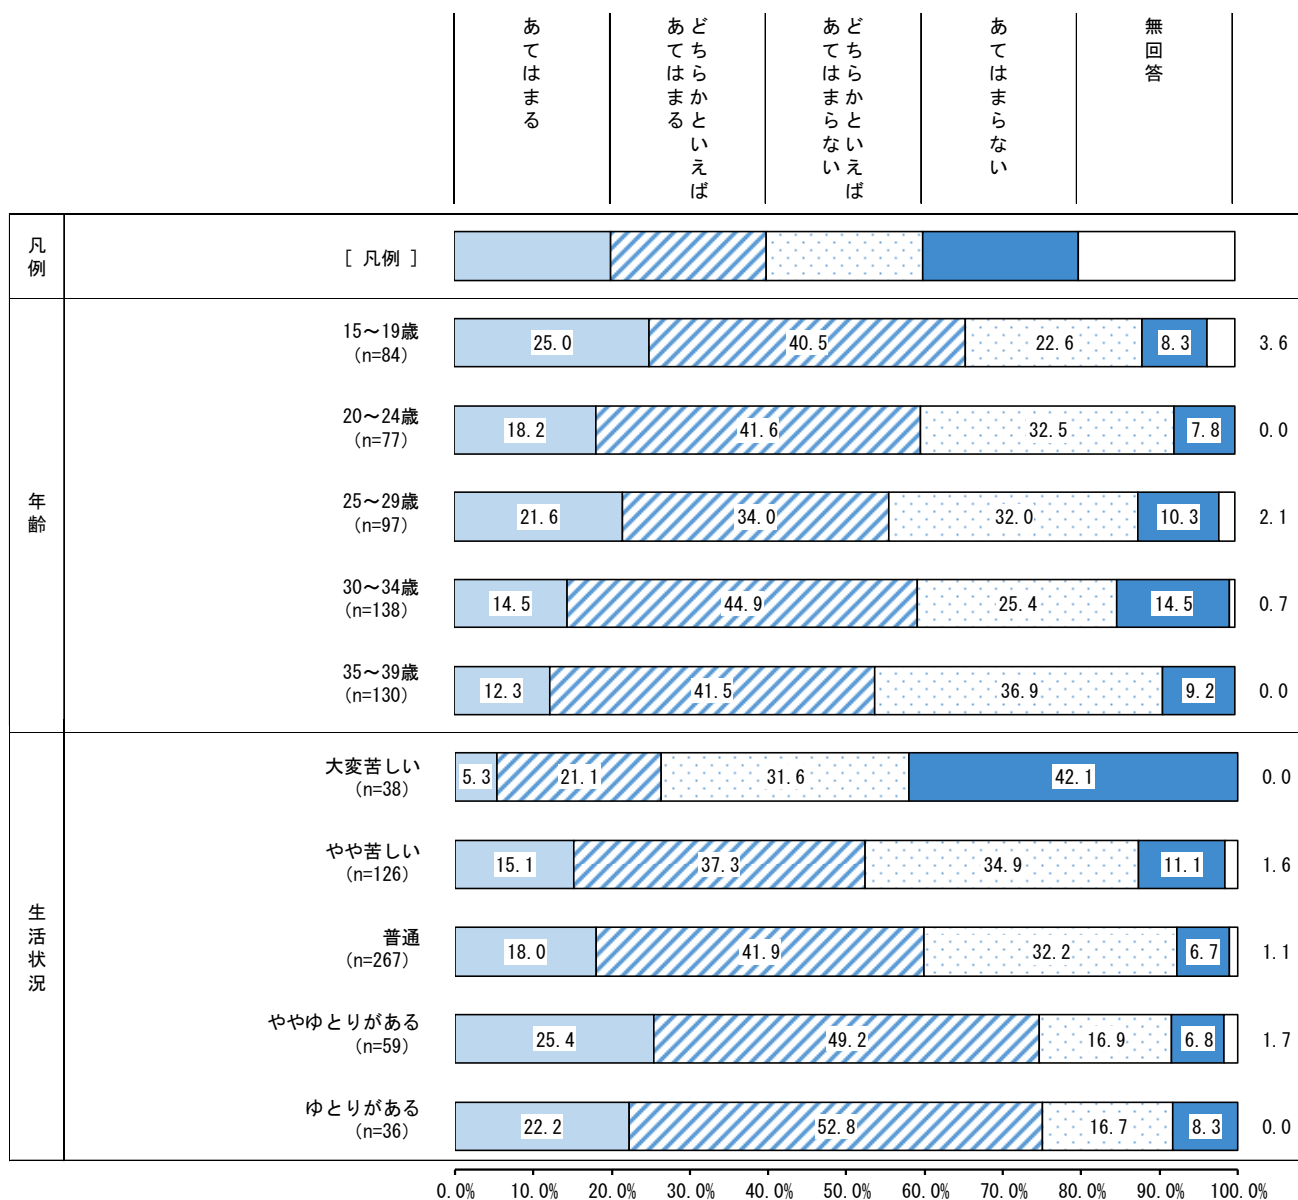 あてはまる
どちらかといえば
あてはまる
どちらかといえば
あてはまらない
あてはまらない
無回答
凡例
[ 凡例 ]
年齢
15～19歳
(n=84)
25.0 40.5 22.6 8.3 3.6
20～24歳
(n=77)
18.2 41.6 32.5 7.8 0.0
25～29歳
(n=97)
21.6 34.0 32.0 10.3 2.1
30～34歳
(n=138)
14.5 44.9 25.4 14.5 0.7
35～39歳
(n=130)
12.3 41.5 36.9 9.2 0.0
生活状況
大変苦しい
(n=38)
5.3 21.1 31.6 42.1 0.0
やや苦しい
(n=126)
15.1 37.3 34.9 11.1 1.6
普通
(n=267)
18.0 41.9 32.2 6.7 1.1
ややゆとりがある
(n=59)
25.4 49.2 16.9 6.8 1.7
ゆとりがある
(n=36)
22.2 52.8 16.7 8.3 0.0
0.0% 10.0% 20.0% 30.0% 40.0% 50.0% 60.0% 70.0% 80.0% 90.0% 100.0%